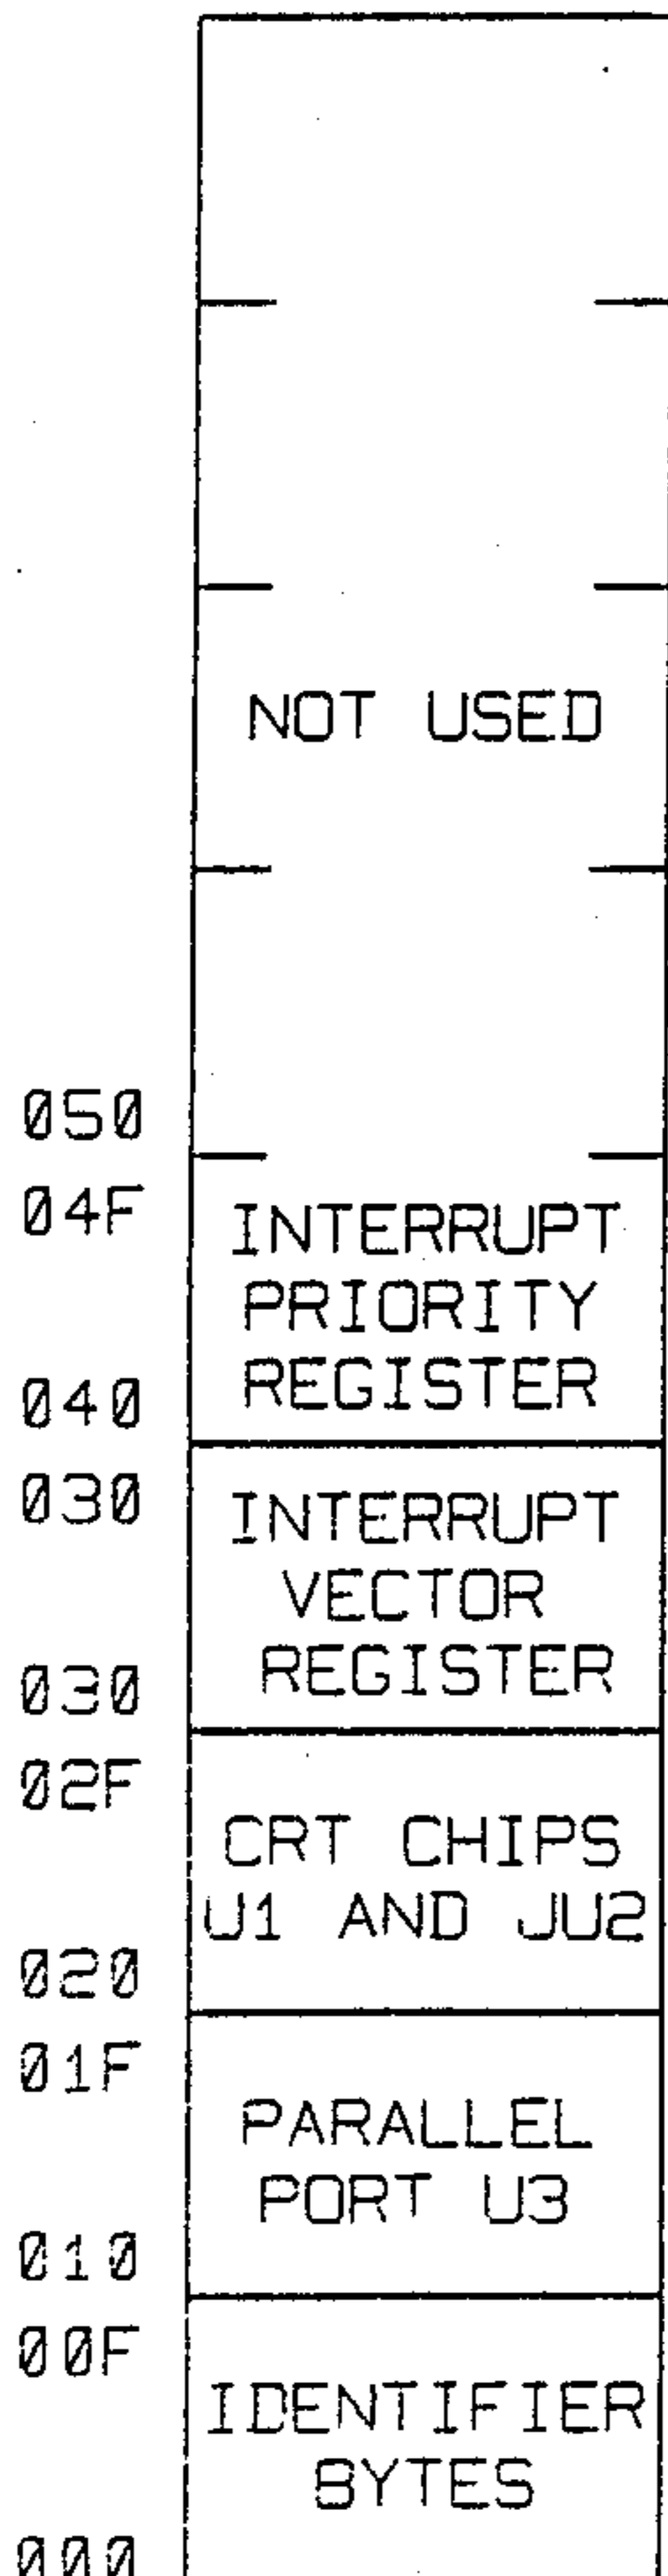 NOT USED
050
04F
INTERRUPT
PRIORITY
REGISTER
040
030
INTERRUPT
VECTOR
REGISTER
030
02F
CRT CHIPS
U1 AND JU2
020
01F
PARALLEL
PORT U3
010
00F
IDENTIFIER
BYTES
000